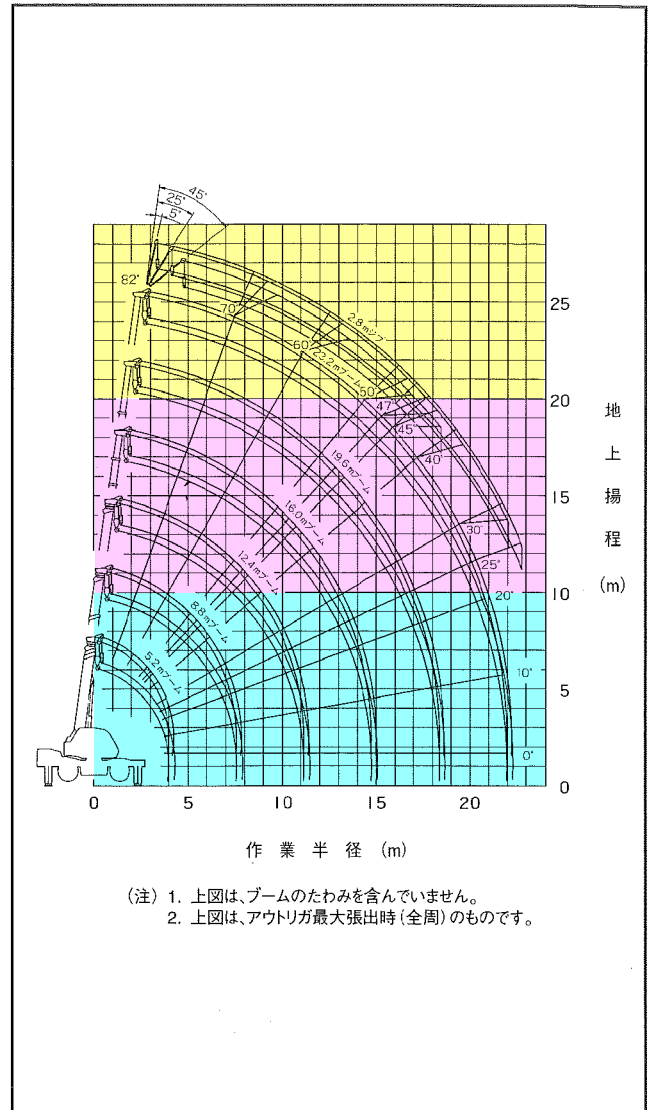 45°
25°
5°
82°
70°
60°
50°
47°
45°
40°
30°
25°
20°
10°
0°
2.8mジブ
22.2mブーム
19.6mブーム
16.0mブーム
12.4mブーム
8.8mブーム
5.2mブーム
25
20
15
10
5
0
地上揚程(m)
0 5 10 15 20
作業半径(m)
(注) 1. 上図は、ブームのたわみを含んでいません。
2. 上図は、アウトリガ最大張出時(全周)のものです。